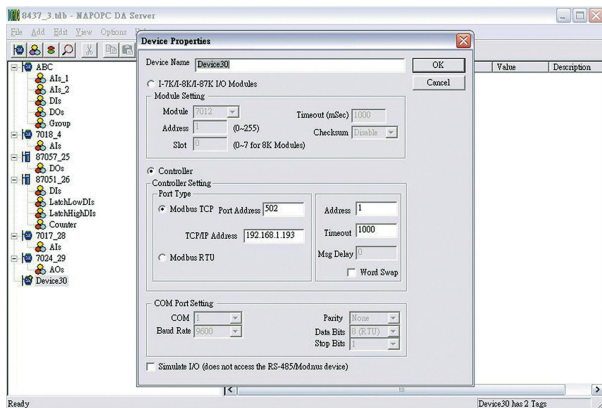 8437_3.tdb - NAPOPC DA Server
File Add Edit View Options
Device Properties
Device Name Device30
OK
Cancel
Value Description
I-7K/I-8K/I-87K I/O Modules
Module Setting
Module 7012
Timeout (mSec) 1000
Address 1 (0~255)
Checksum Disable
Slot 0 (0~7 for 8K Modules)
Controller
Controller Setting
Port Type
Modbus TCP Port Address 502
Address 1
TCP/IP Address 192.168.1.193
Timeout 1000
Modbus RTU
Msg Delay 0
Word Swap
COM Port Setting
COM 1
Parity None
Baud Rate 9600
Data Bits 8 (RTU)
Stop Bits 1
Simulate I/O (does not access the RS-485/Modnus device)
ABC
AIs_1
AIs_2
DIs
DOs
Group
7018_4
AIs
87057_25
DOs
87051_26
DIs
LatchLowDIs
LatchHighDIs
Counter
7017_28
AIs
7024_29
AOs
Device30
Ready
Device30 has 2 Tags